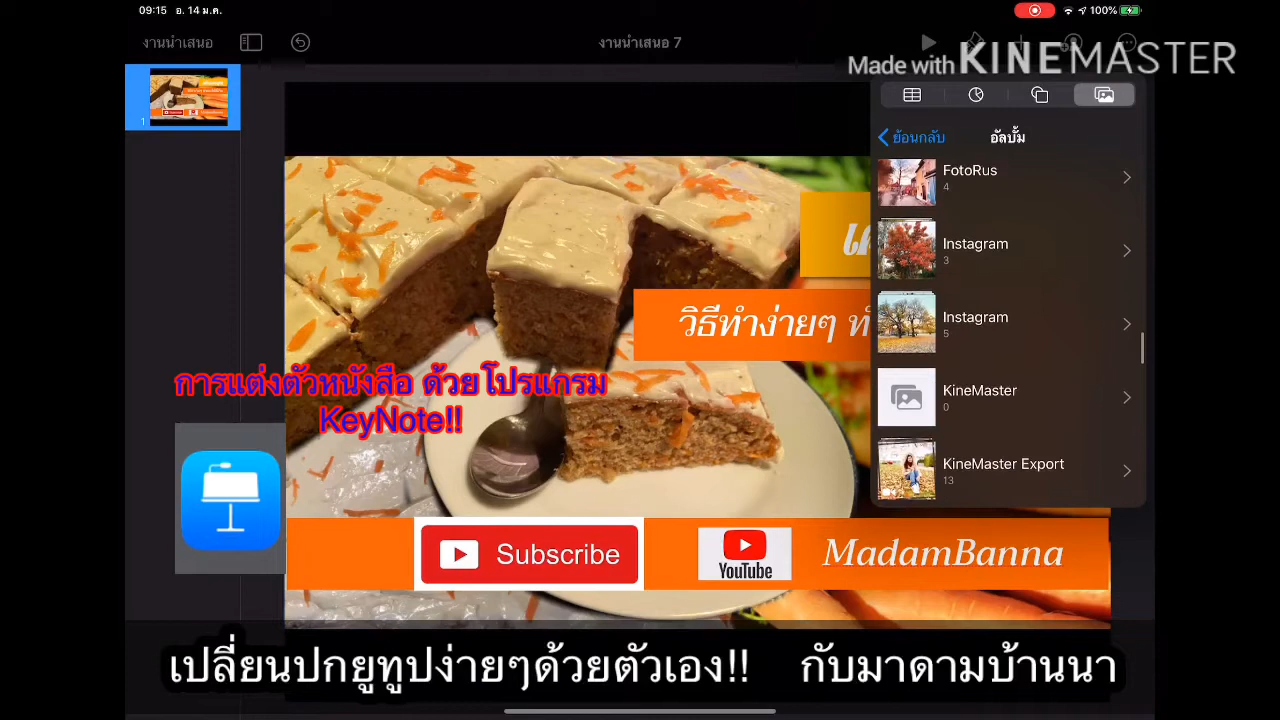 09:15 อ. 14 ม.ค.
100%
งานนำเสนอ
งานนำเสนอ 7
Made with KINEMASTER
ย้อนกลับ
อัลบั้ม
FotoRus
4
Instagram
3
Instagram
5
KineMaster
0
KineMaster Export
13
1
วิธีทำง่ายๆ
การแต่งตัวหนังสือ ด้วยโปรแกรม
KeyNote!!
Subscribe
YouTube
MadamBanna
เปลี่ยนปกยูทูปง่ายๆด้วยตัวเอง!! กับมาดามบ้านนา